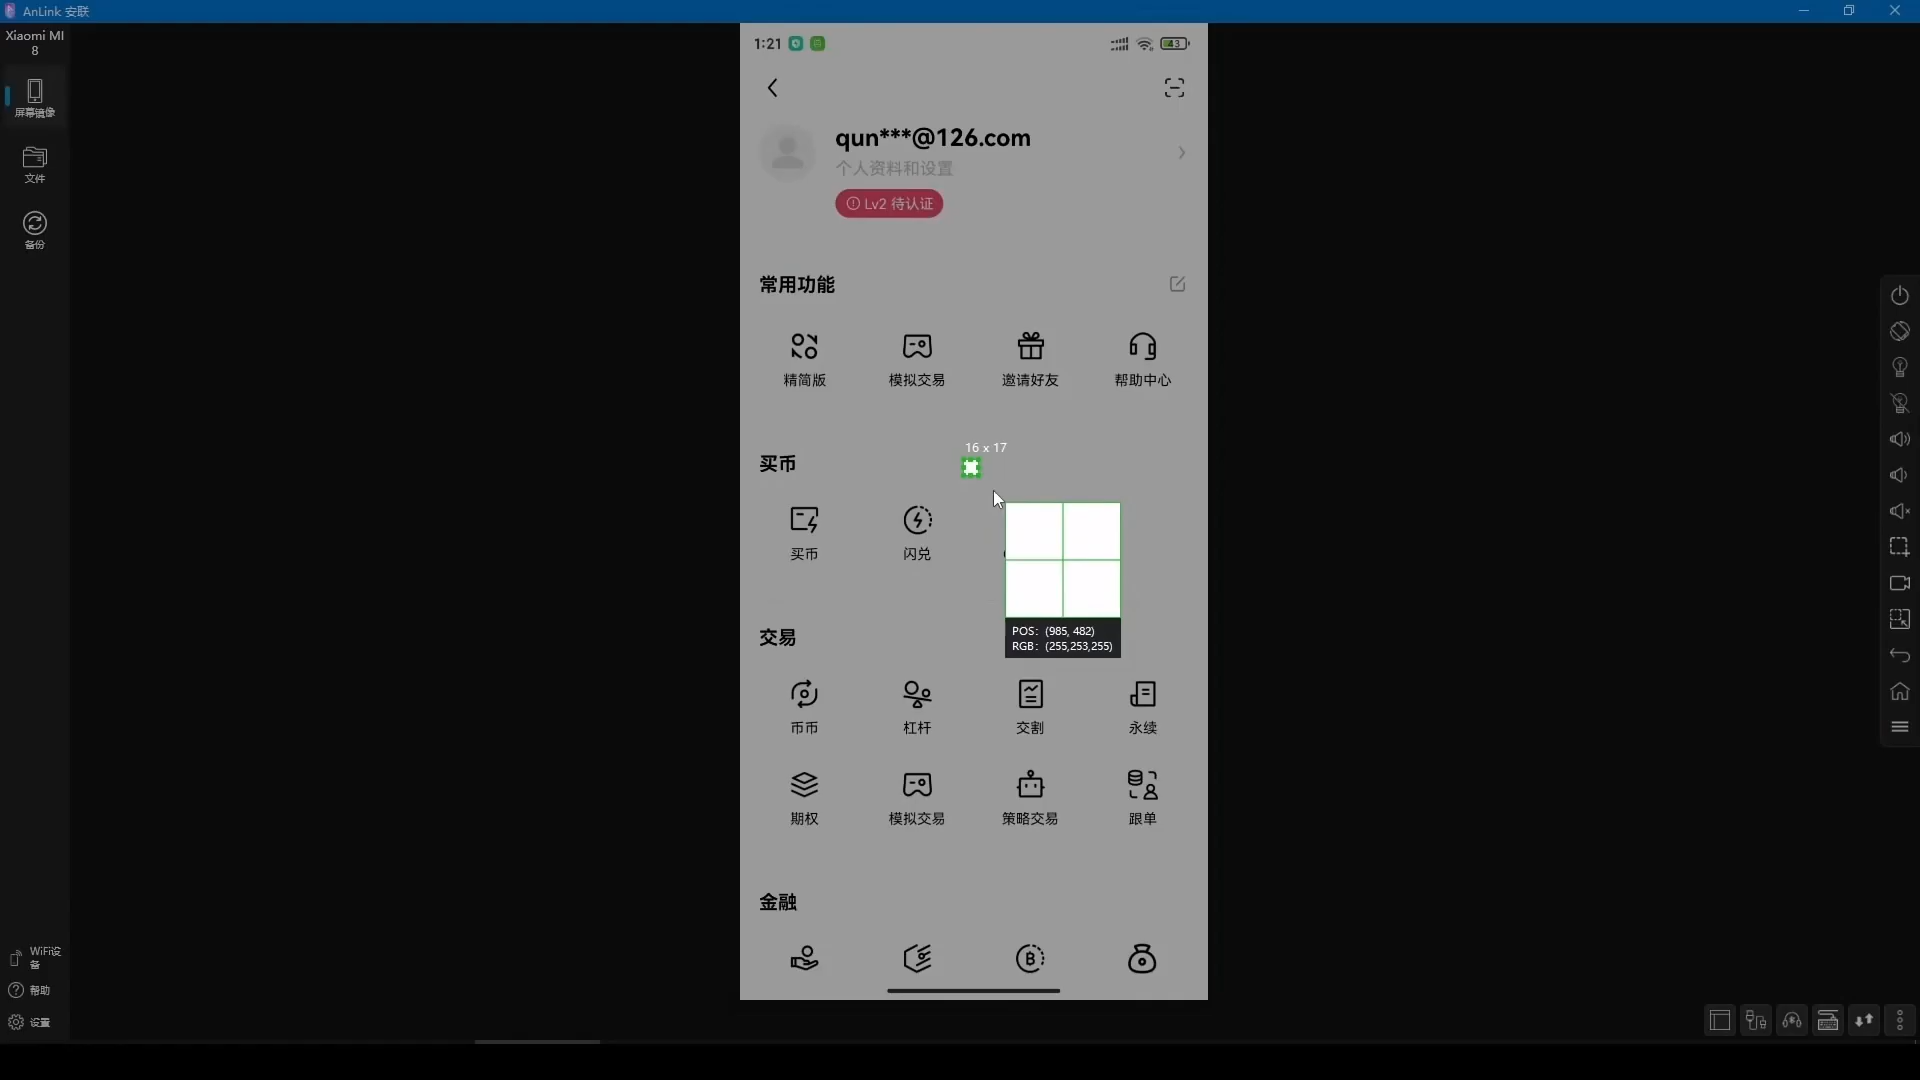 AnLink 安联
Xiaomi MI
8
屏幕镜像
文件
备份
WiFi设
备
帮助
设置
1:21
43
qun***@126.com
个人资料和设置
Lv2 待认证
常用功能
精简版
模拟交易
邀请好友
帮助中心
16 x 17
买币
买币
闪兑
POS: (985, 482)
RGB: (255,253,255)
交易
币币
杠杆
交割
永续
期权
模拟交易
策略交易
跟单
金融